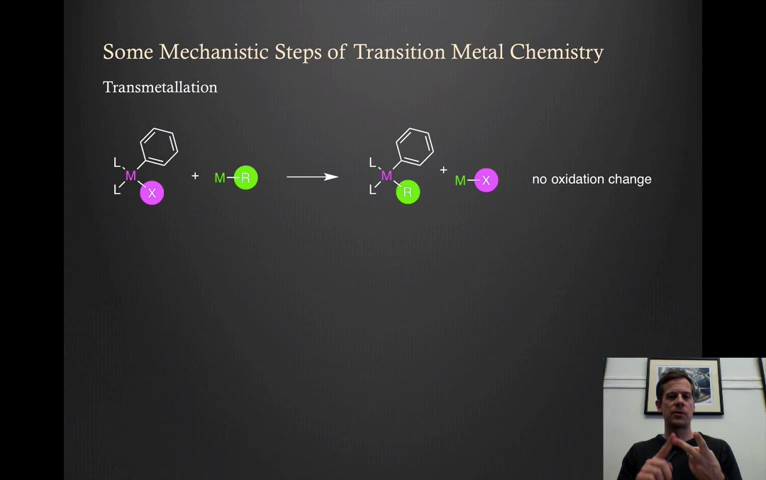 Some Mechanistic Steps of Transition Metal Chemistry
Transmetallation
L M L X + M R L M L R + M X no oxidation change